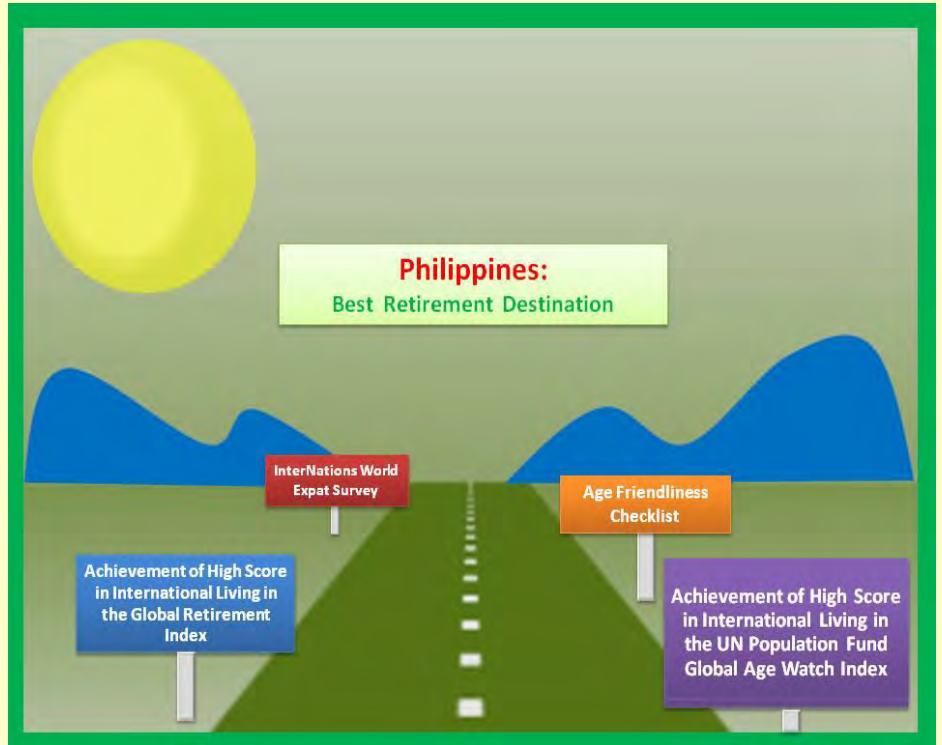 Philippines:
Best Retirement Destination
InterNations World
Expat Survey
Age Friendliness
Checklist
Achievement of High Score
in International Living in
the Global Retirement
Index
Achievement of High Score
in International Living in
the UN Population Fund
Global Age Watch Index